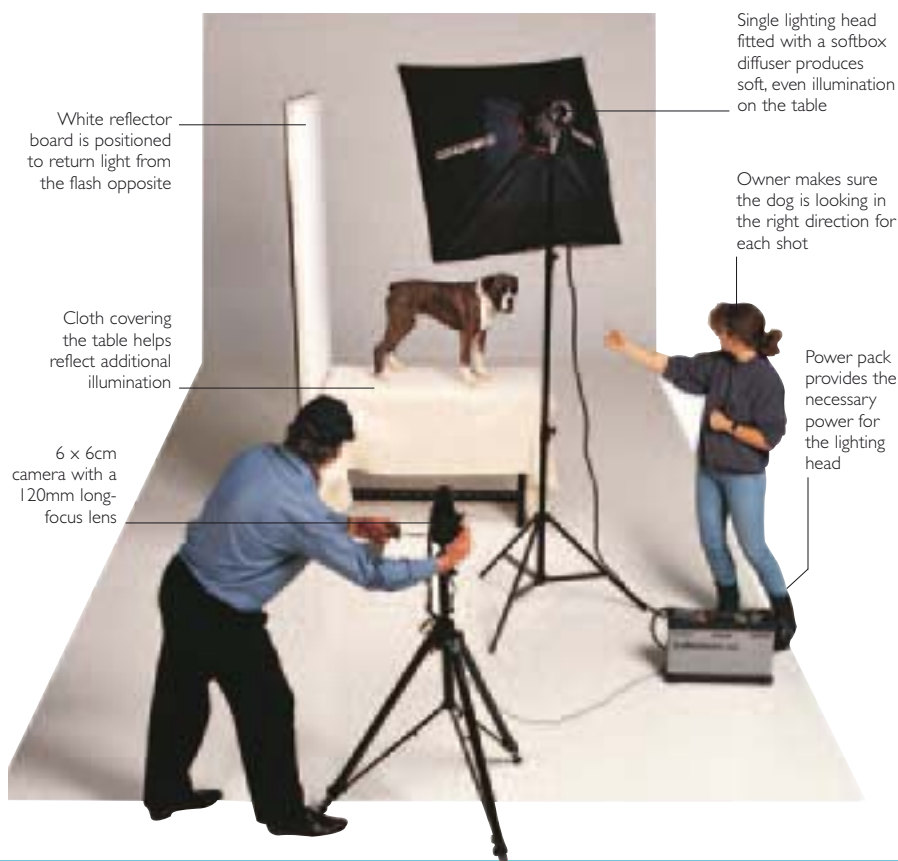 Single lighting head
fitted with a softbox
diffuser produces
soft, even illumination
on the table
White reflector
board is positioned
to return light from
the flash opposite
Owner makes sure
the dog is looking in
the right direction for
each shot
Cloth covering
the table helps
reflect additional
illumination
Power pack
provides the
necessary
power for
the lighting
head
6 x 6cm
camera with a
120mm long-
focus lens